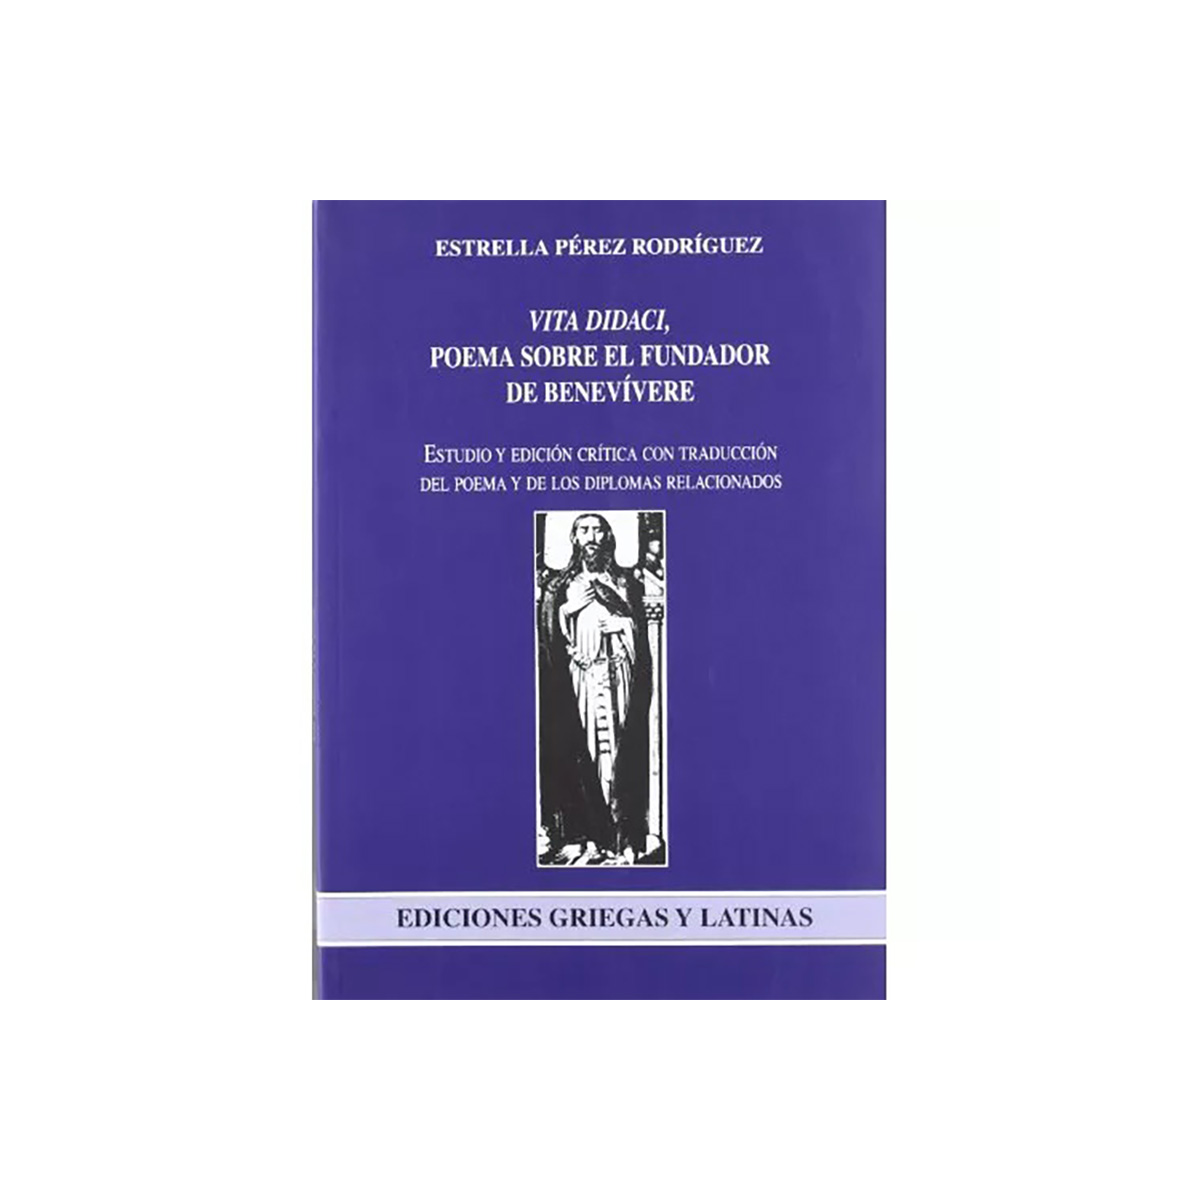 ESTRELLA PÉREZ RODRÍGUEZ
VITA DIDACI,
POEMA SOBRE EL FUNDADOR
DE BENEVÍVERE
ESTUDIO Y EDICIÓN CRÍTICA CON TRADUCCIÓN
DEL POEMA Y DE LOS DIPLOMAS RELACIONADOS
EDICIONES GRIEGAS Y LATINAS